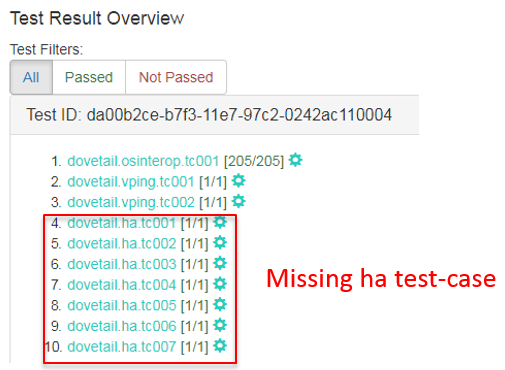 Test Result Overview
Test Filters:
All Passed Not Passed
Test ID: da00b2ce-b7f3-11e7-97c2-0242ac110004
1. dovetail.osinterop.tc001 [205/205]
2. dovetail.vping.tc001 [1/1]
3. dovetail.vping.tc002 [1/1]
4. dovetail.ha.tc001 [1/1]
5. dovetail.ha.tc002 [1/1]
6. dovetail.ha.tc003 [1/1]
7. dovetail.ha.tc004 [1/1]
8. dovetail.ha.tc005 [1/1]
9. dovetail.ha.tc006 [1/1]
10. dovetail.ha.tc007 [1/1]
Missing ha test-case